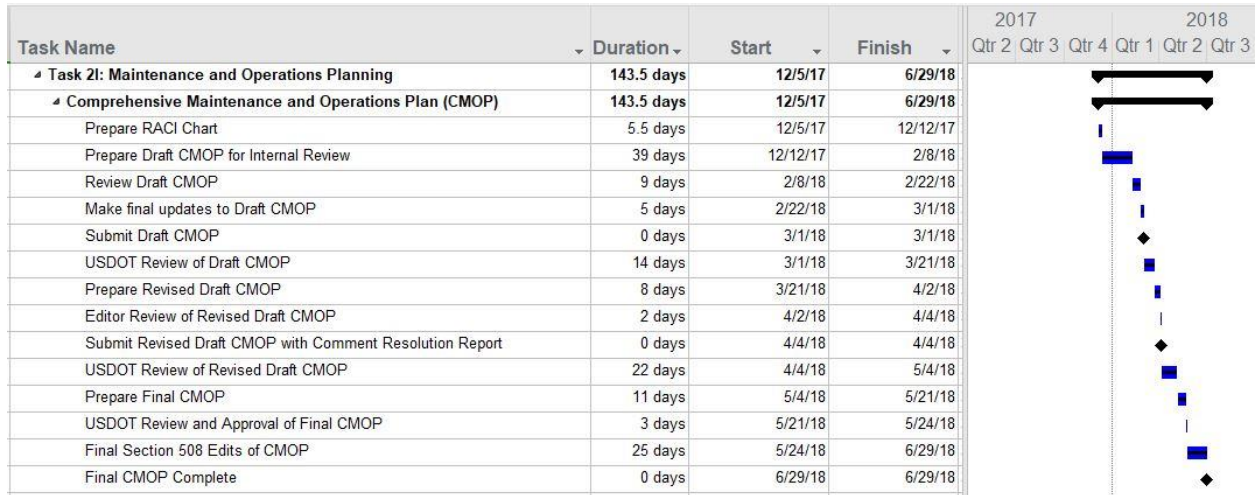 2017 2018
Task Name Duration Start Finish Qtr 2 Qtr 3 Qtr 4 Qtr 1 Qtr 2 Qtr 3
Task 2I: Maintenance and Operations Planning 143.5 days 12/5/17 6/29/18
Comprehensive Maintenance and Operations Plan (CMOP) 143.5 days 12/5/17 6/29/18
Prepare RACI Chart 5.5 days 12/5/17 12/12/17
Prepare Draft CMOP for Internal Review 39 days 12/12/17 2/8/18
Review Draft CMOP 9 days 2/8/18 2/22/18
Make final updates to Draft CMOP 5 days 2/22/18 3/1/18
Submit Draft CMOP 0 days 3/1/18 3/1/18
USDOT Review of Draft CMOP 14 days 3/1/18 3/21/18
Prepare Revised Draft CMOP 8 days 3/21/18 4/2/18
Editor Review of Revised Draft CMOP 2 days 4/2/18 4/4/18
Submit Revised Draft CMOP with Comment Resolution Report 0 days 4/4/18 4/4/18
USDOT Review of Revised Draft CMOP 22 days 4/4/18 5/4/18
Prepare Final CMOP 11 days 5/4/18 5/21/18
USDOT Review and Approval of Final CMOP 3 days 5/21/18 5/24/18
Final Section 508 Edits of CMOP 25 days 5/24/18 6/29/18
Final CMOP Complete 0 days 6/29/18 6/29/18